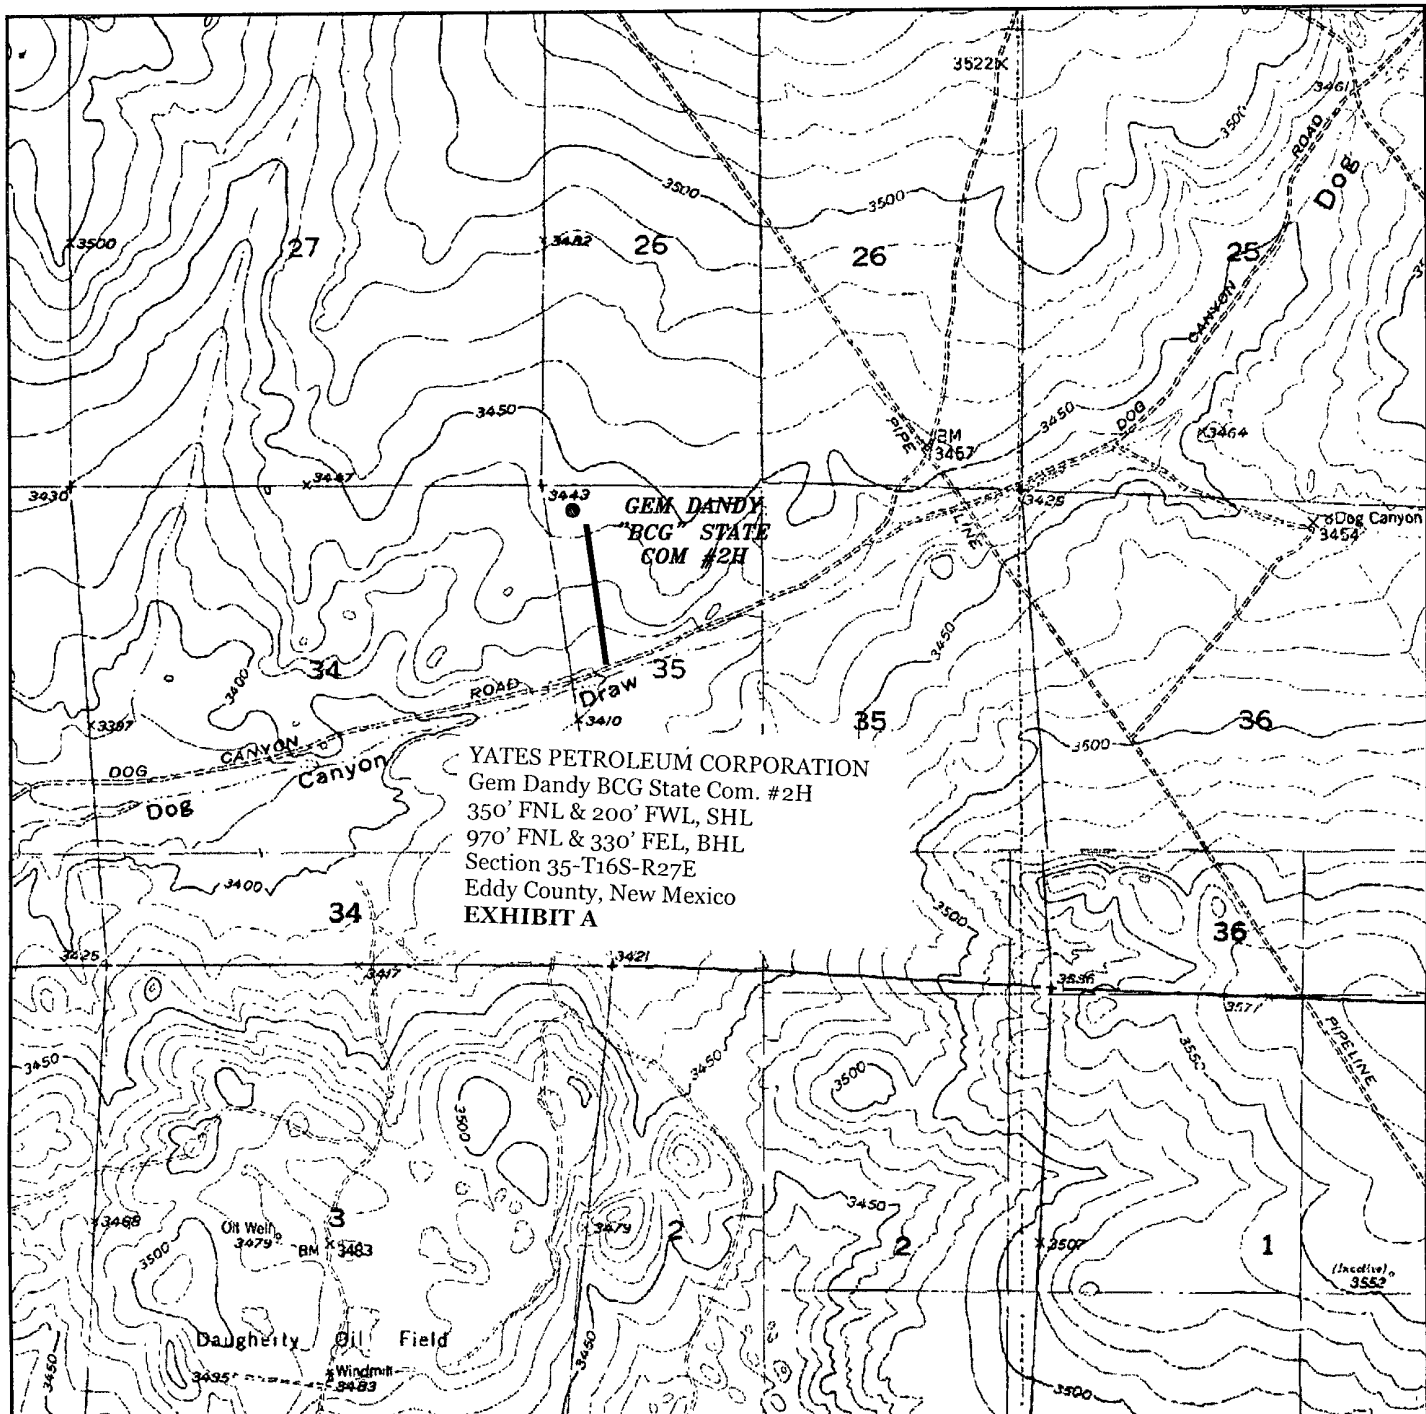 3522
3461
3500
ROAD
Dog
3500
3500
3500
27
3482
26
26
25
CANYON
3450
3450
DOG
PIPE
BM
3467
3464
3430
3447
3443
GEM DANDY
"BCG" STATE
COM #2H
LINE
3429
Dog Canyon
3454
3450
34
3400
35
ROAD
Draw
3397
3410
35
36
CANYON
DOG
Canyon
3500
Dog
YATES PETROLEUM CORPORATION
Gem Dandy BCG State Com. #2H
350' FNL & 200' FWL, SHL
970' FNL & 330' FEL, BHL
Section 35-T16S-R27E
Eddy County, New Mexico
EXHIBIT A
3400
34
3500
36
3425
3417
3421
3536
3577
PIPELINE
3450
3450
3500
3550
3500
3468
Oil Well
3479
3
BM
3483
3500
3479
2
3450
2
3507
1
(Inactive)
3552
Daugherty Oil Field
3450
3450
3495
Windmill
3483
3500